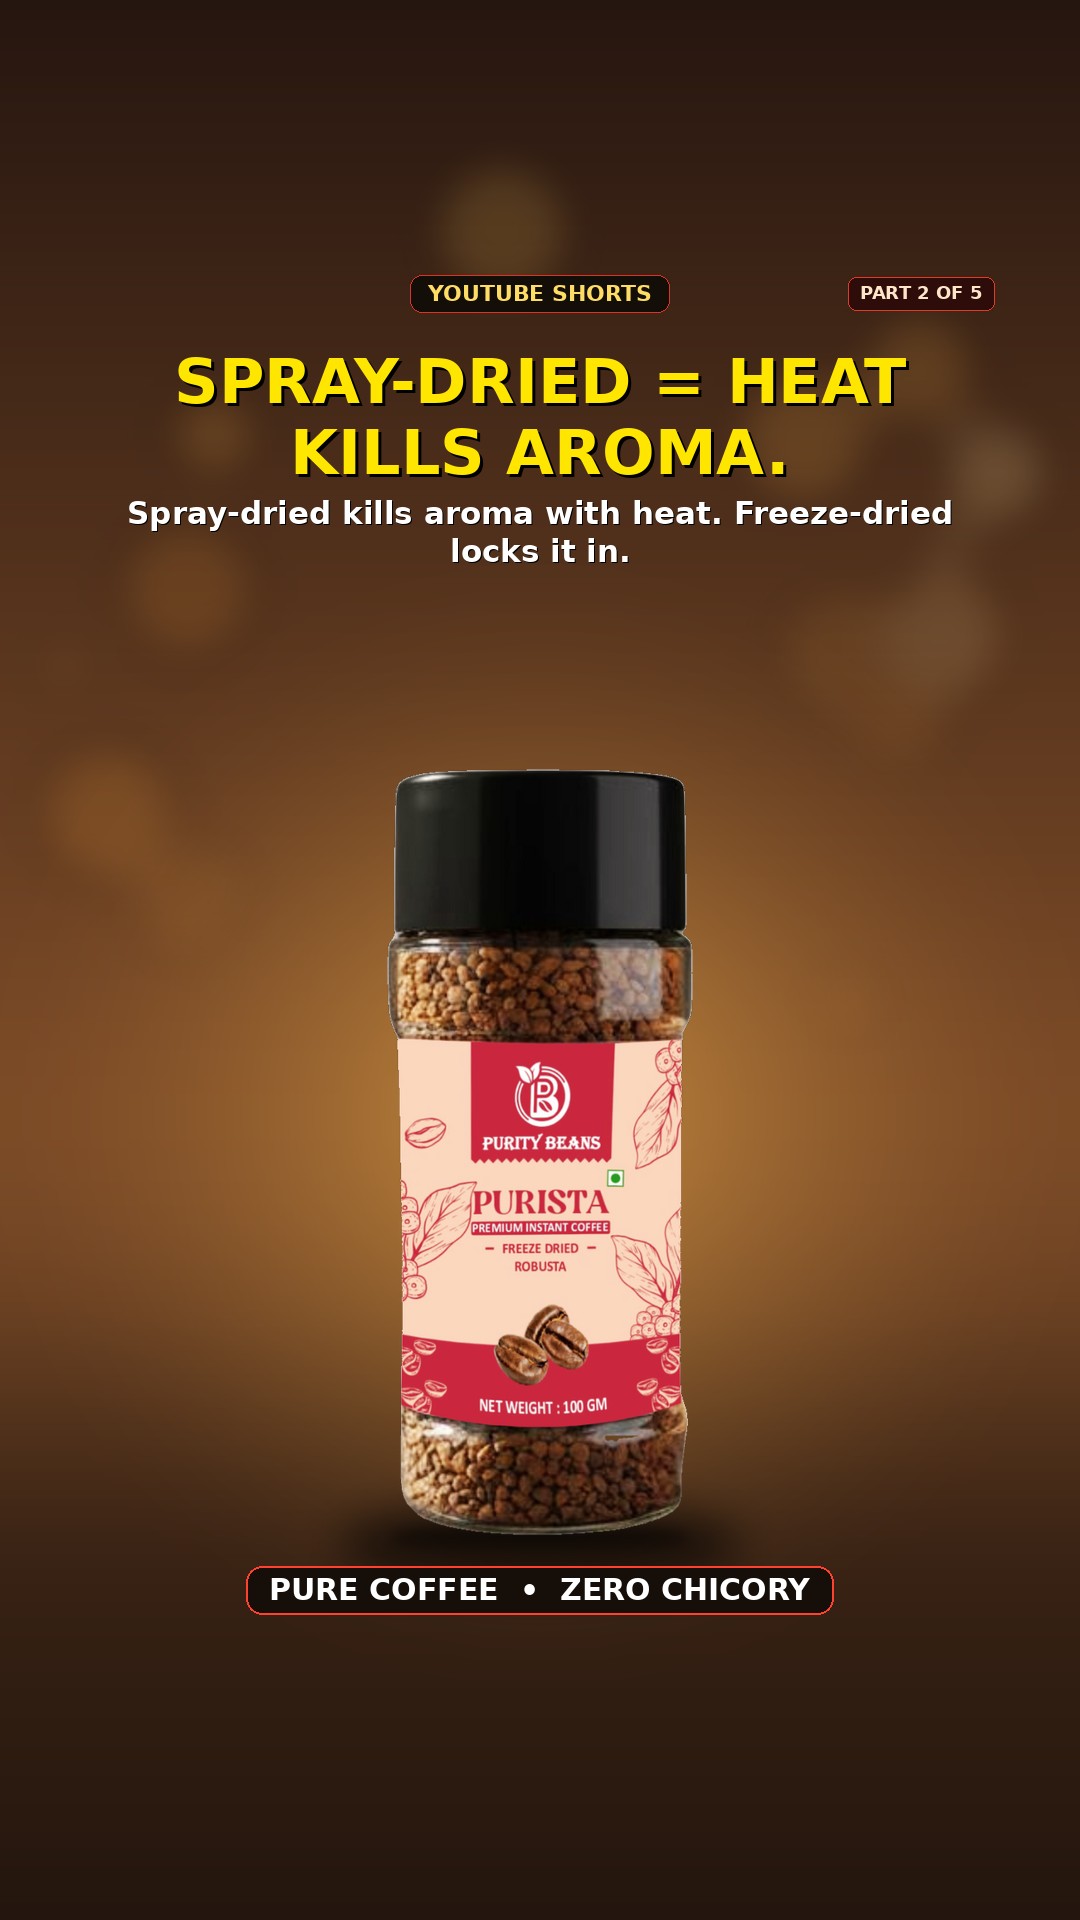 YOUTUBE SHORTS
PART 2 OF 5
SPRAY-DRIED = HEAT
KILLS AROMA.
Spray-dried kills aroma with heat. Freeze-dried
locks it in.
PURITY BEANS
PURISTA
PREMIUM INSTANT COFFEE
- FREEZE DRIED -
ROBUSTA
NET WEIGHT : 100 GM
PURE COFFEE • ZERO CHICORY